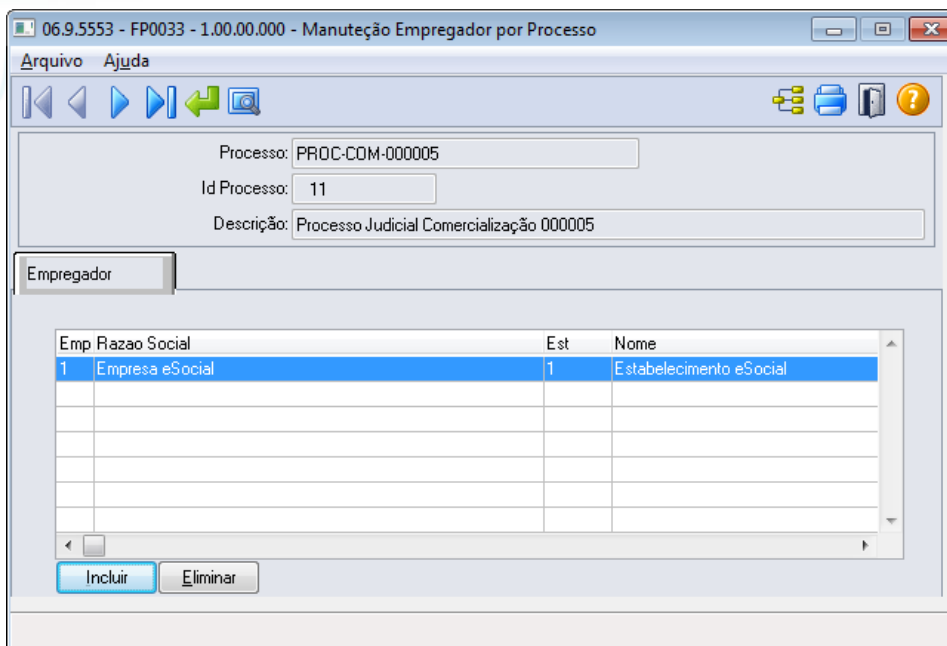 06.9.5553 - FP0033 - 1.00.00.000 - Manuteção Empregador por Processo
Arquivo Ajuda
?
Processo: PROC-COM-000005
Id Processo: 11
Descrição: Processo Judicial Comercialização 000005
Empregador
Emp Razao Social Est Nome
1 Empresa eSocial 1 Estabelecimento eSocial
Incluir Eliminar